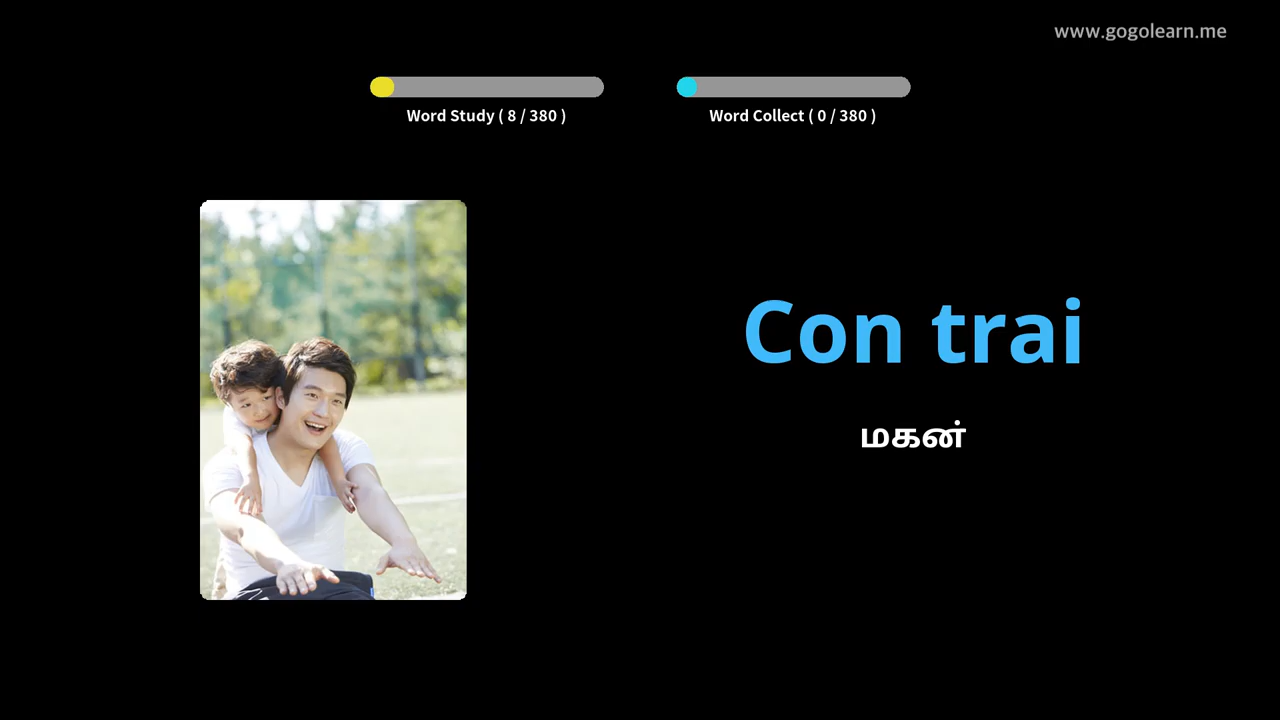 www.gogolearn.me
Word Study ( 8 / 380 )
Word Collect ( 0 / 380 )
Con trai
மகன்